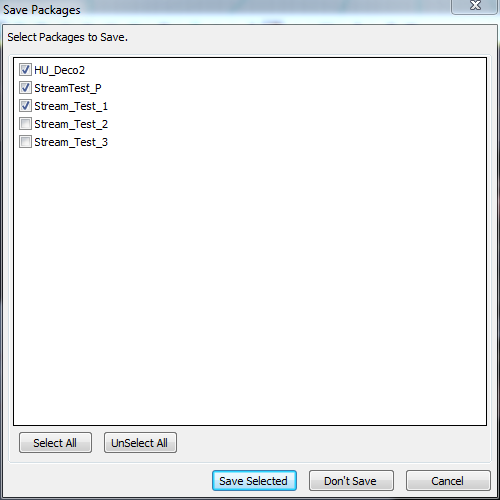 Save Packages
Select Packages to Save.
HU_Deco2
StreamTest_P
Stream_Test_1
Stream_Test_2
Stream_Test_3
Select All UnSelect All
Save Selected Don't Save Cancel